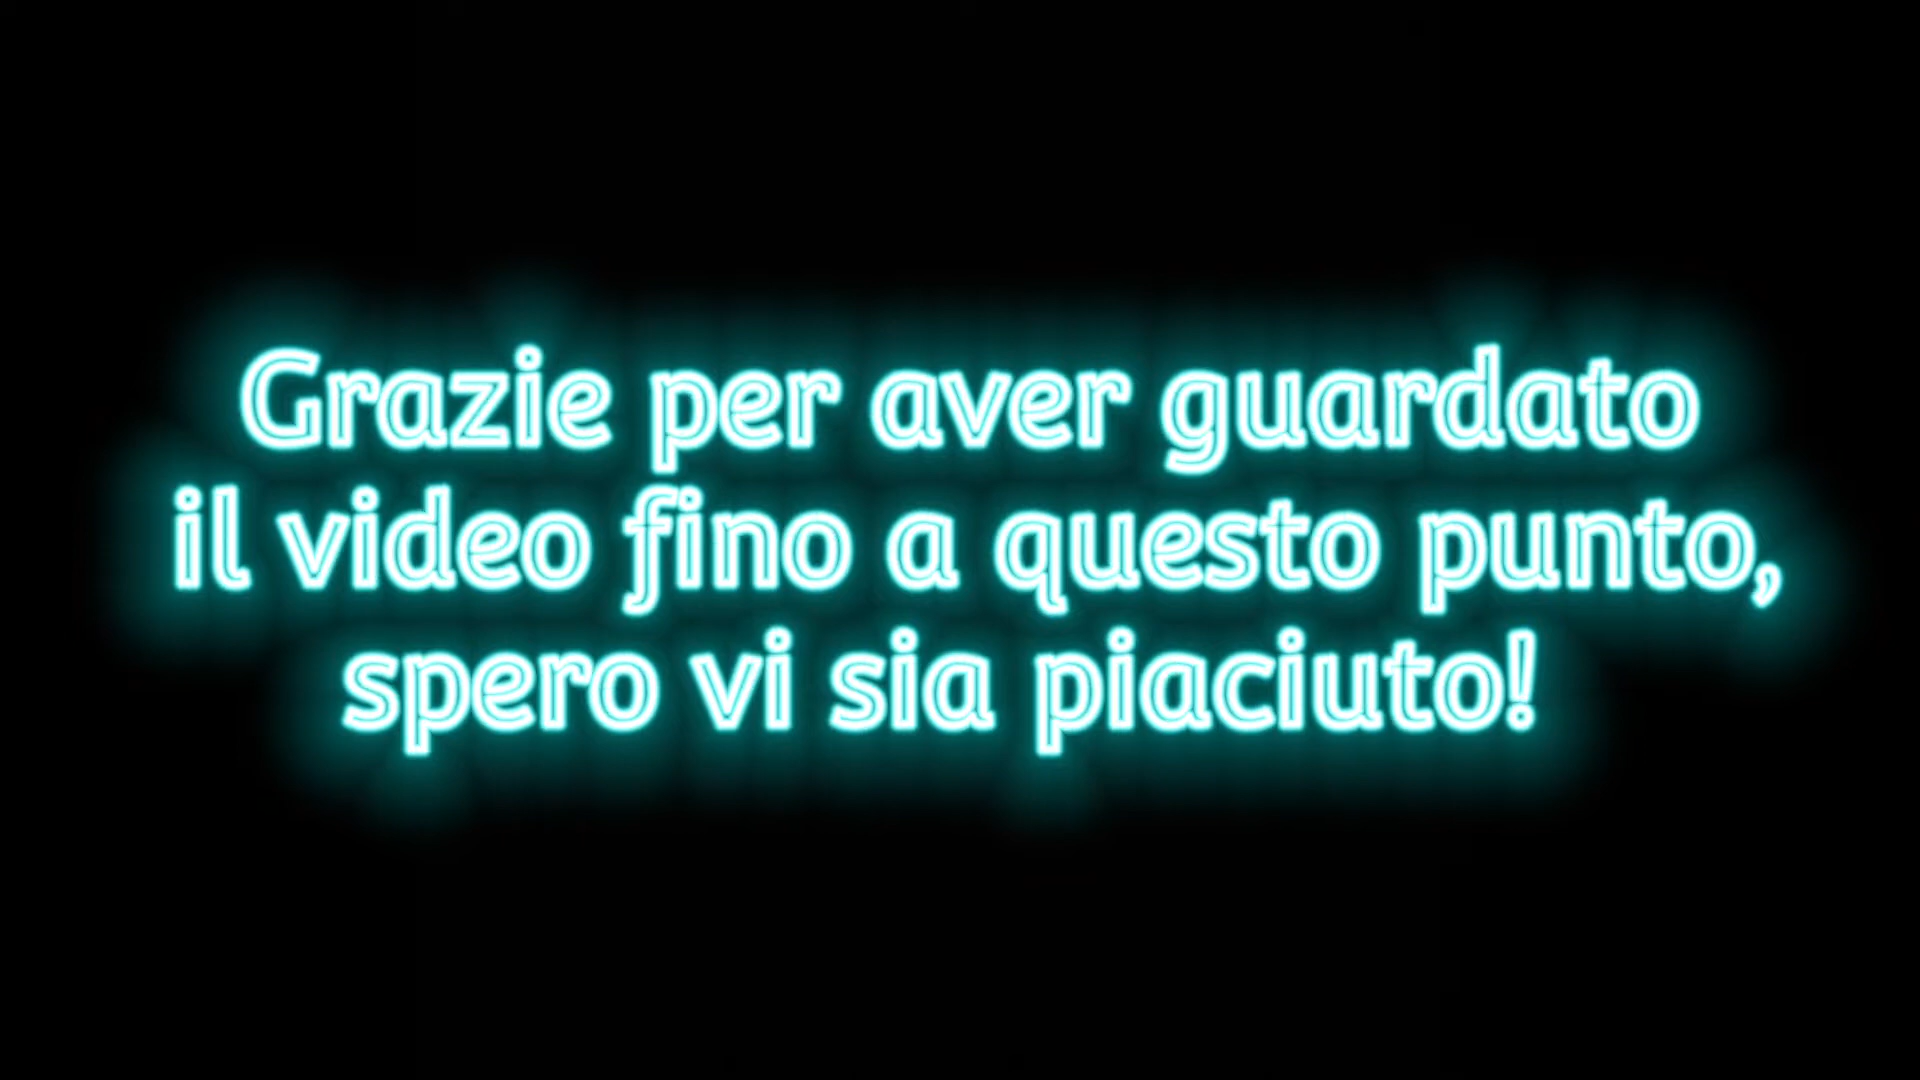 Grazie per aver guardato
il video fino a questo punto,
spero vi sia piaciuto!